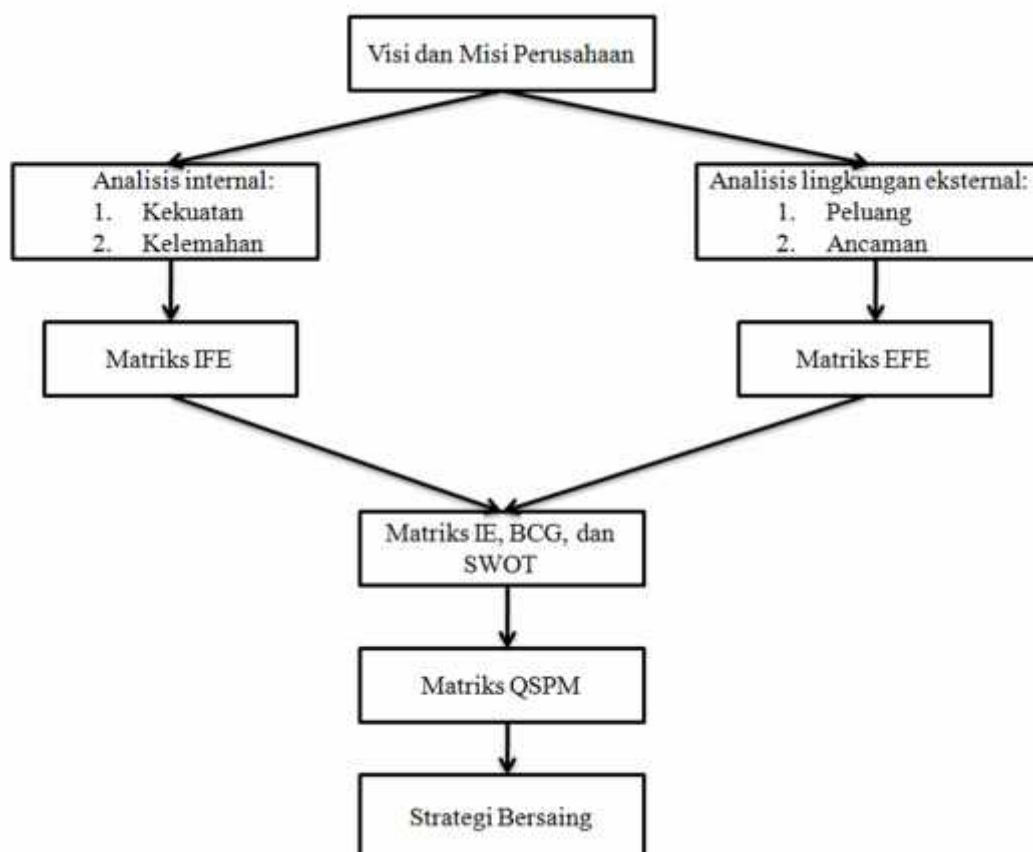 Visi dan Misi Perusahaan
Analisis internal:
1. Kekuatan
2. Kelemahan
Analisis lingkungan eksternal:
1. Peluang
2. Ancaman
Matriks IFE
Matriks EFE
Matriks IE, BCG, dan
SWOT
Matriks QSPM
Strategi Bersaing